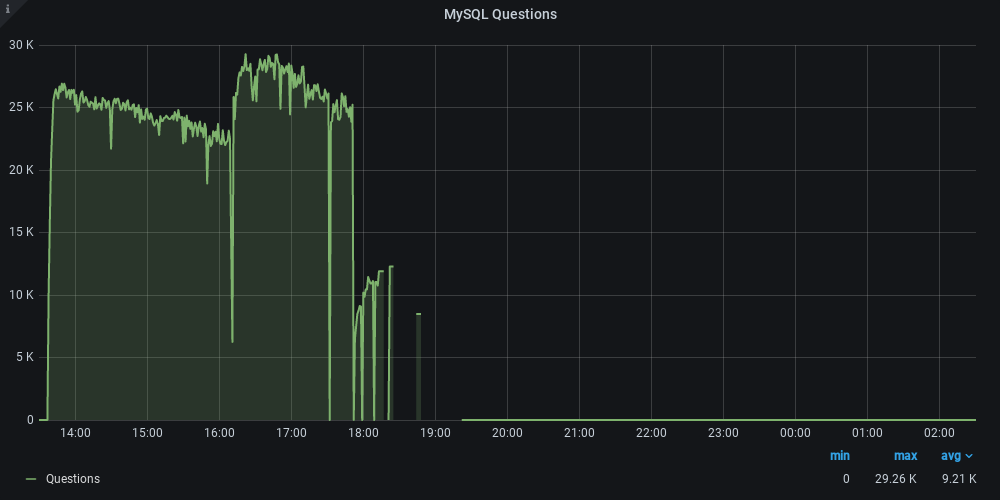 i
MySQL Questions
30 K
25 K
20 K
15 K
10 K
5 K
0
14:00 15:00 16:00 17:00 18:00 19:00 20:00 21:00 22:00 23:00 00:00 01:00 02:00
min max avg
Questions 0 29.26 K 9.21 K